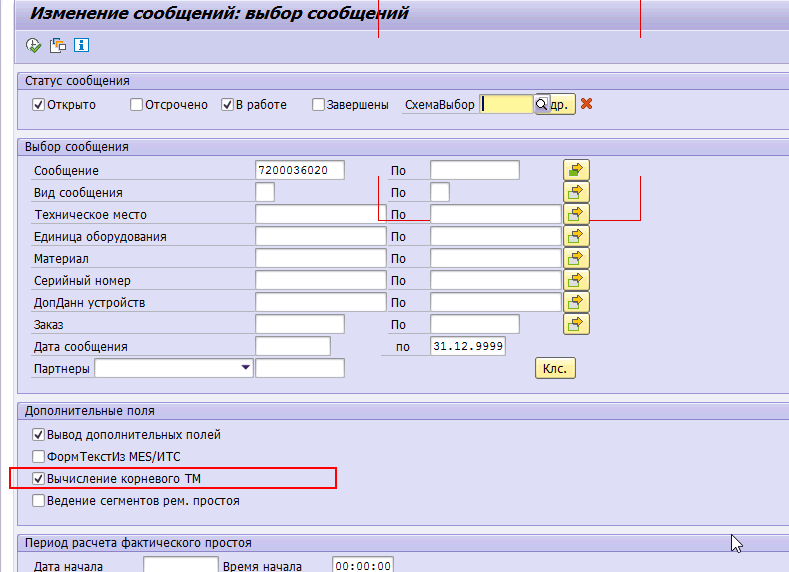 Изменение сообщений: выбор сообщений
Статус сообщения
Открыто Отсрочено В работе Завершены СхемаВыбор др.
Выбор сообщения
Сообщение 7200036020 По
Вид сообщения По
Техническое место По
Единица оборудования По
Материал По
Серийный номер По
ДопДанн устройств По
Заказ По
Дата сообщения по 31.12.9999
Партнеры Клс.
Дополнительные поля
Вывод дополнительных полей
ФормТекстИз MES/ИТС
Вычисление корневого ТМ
Ведение сегментов рем. простоя
Период расчета фактического простоя
Дата начала Время начала 00:00:00